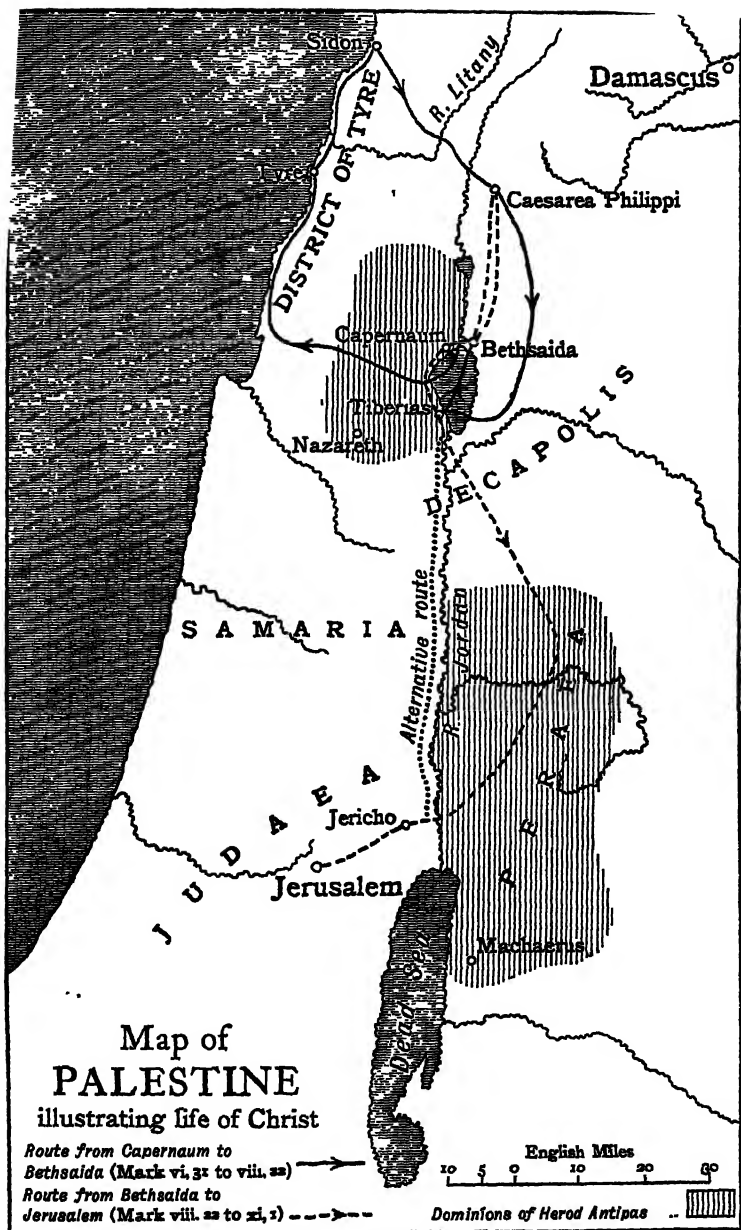 Sidon
R. Litany
Damascus
DISTRICT OF TYRE
Tyre
Caesarea Philippi
Capernaum
Bethsaida
Tiberias
Nazareth
DECAPOLIS
SAMARIA
Alternative route
R. Jordan
PERAEA
JUDAEA
Jericho
Jerusalem
Machaerus
Dead Sea
Map of
PALESTINE
illustrating life of Christ
Route from Capernaum to
Bethsaida (Mark vi, 31 to viii, 22)
Route from Bethsaida to
Jerusalem (Mark viii. 22 to xi, 1)
English Miles
10 5 0 10 20 30
Dominions of Herod Antipas ..